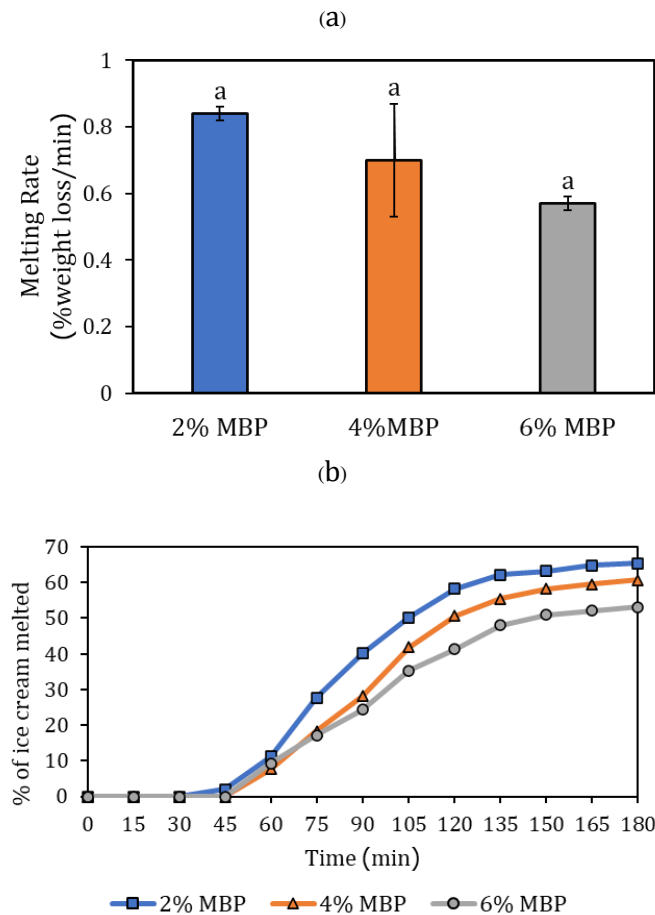 (a)
Melting Rate
(%weight loss/min)
1
0.8
0.6
0.4
0.2
0
a
a
a
2% MBP
4%MBP
6% MBP
(b)
% of ice cream melted
70
60
50
40
30
20
10
0
0 15 30 45 60 75 90 105 120 135 150 165 180
Time (min)
2% MBP 4% MBP 6% MBP